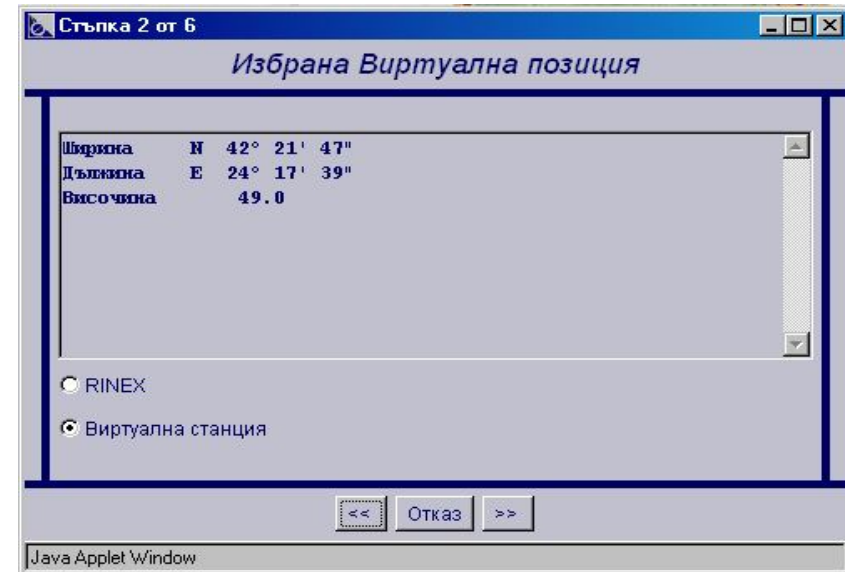 Стъпка 2 от 6
Избрана Виртуална позиция
Ширина N 42° 21' 47"
Дължина E 24° 17' 39"
Височина 49.0
RINEX
Виртуална станция
<< Отказ >>
Java Applet Window